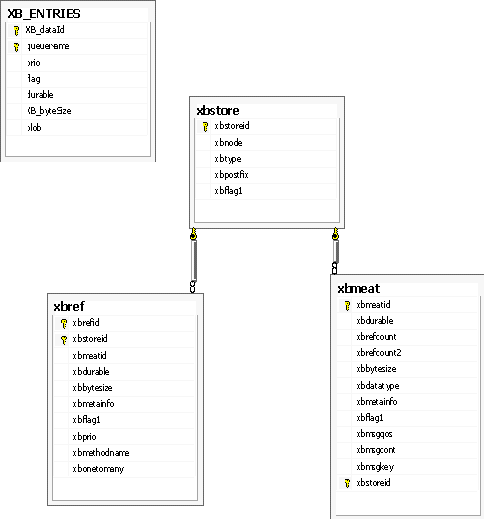 XB_ENTRIES
XB_dataId
queuename
prio
flag
durable
XB_byteSize
blob
xbstore
xbstoreid
xbnode
xbtype
xbpostfix
xbflag1
xbref
xbrefid
xbstoreid
xbmeatid
xbdurable
xbbytesize
xbmetainfo
xbflag1
xbprio
xbmethodname
xbonetomany
xbmeat
xbmeatid
xbdurable
xbrefcount
xbrefcount2
xbbytesize
xbdatatype
xbmetainfo
xbflag1
xbmsgqos
xbmsgcont
xbmsgkey
xbstoreid